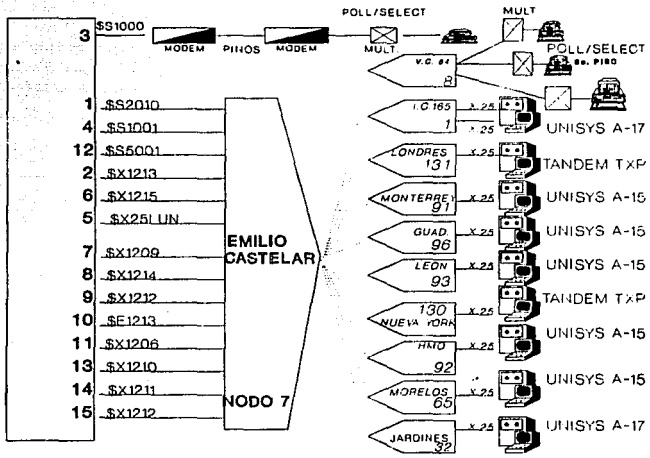 3 $S1000
MODEM PINOS MODEM
POLL/SELECT
MULT.
MULT
POLL/SELECT
8o. PISO
V.C. 84
8
1 $S2010
4 $S1001
12 $S5001
2 $X1213
6 $X1215
5 $X25LUN
7 $X1209
8 $X1214
9 $X1212
10 $E1213
11 $X1206
13 $X1210
14 $X1211
15 $X1212
EMILIO
CASTELAR
NODO 7
I.C.165
1
X.25
X.25
UNISYS A-17
LONDRES
131
X.25
TANDEM TXP
MONTERREY
91
X.25
UNISYS A-15
GUAD.
96
X.25
UNISYS A-15
LEON
93
X.25
UNISYS A-15
130
NUEVA YORK
X.25
TANDEM TXP
HMO
92
X.25
UNISYS A-15
MORELOS
65
X.25
UNISYS A-15
JARDINES
32
X.25
UNISYS A-17